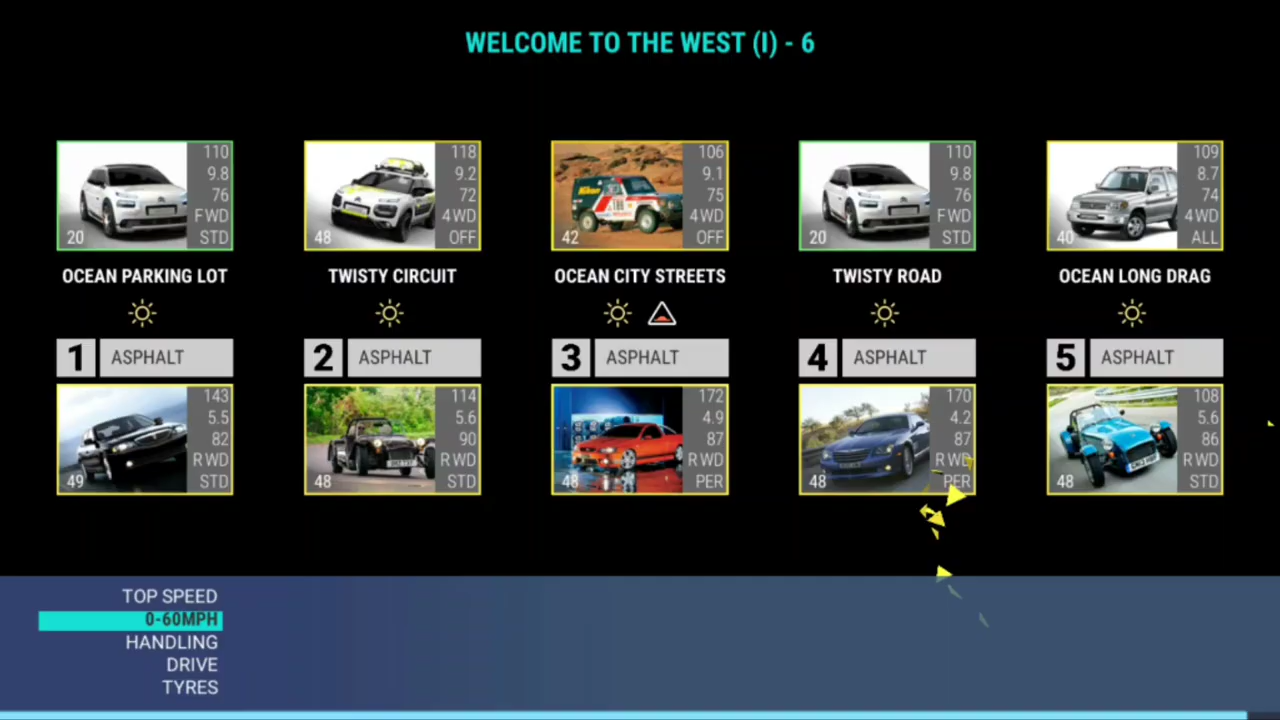 WELCOME TO THE WEST (I) - 6
110
9.8
76
FWD
STD
20
118
9.2
72
4WD
OFF
48
106
9.1
75
4WD
OFF
42
110
9.8
76
FWD
STD
20
109
8.7
74
4WD
ALL
40
OCEAN PARKING LOT
TWISTY CIRCUIT
OCEAN CITY STREETS
TWISTY ROAD
OCEAN LONG DRAG
1 ASPHALT
2 ASPHALT
3 ASPHALT
4 ASPHALT
5 ASPHALT
143
5.5
82
RWD
STD
49
114
5.6
90
RWD
STD
48
172
4.9
87
RWD
PER
48
170
4.2
87
RWD
PER
48
108
5.6
86
RWD
STD
48
TOP SPEED
0-60MPH
HANDLING
DRIVE
TYRES